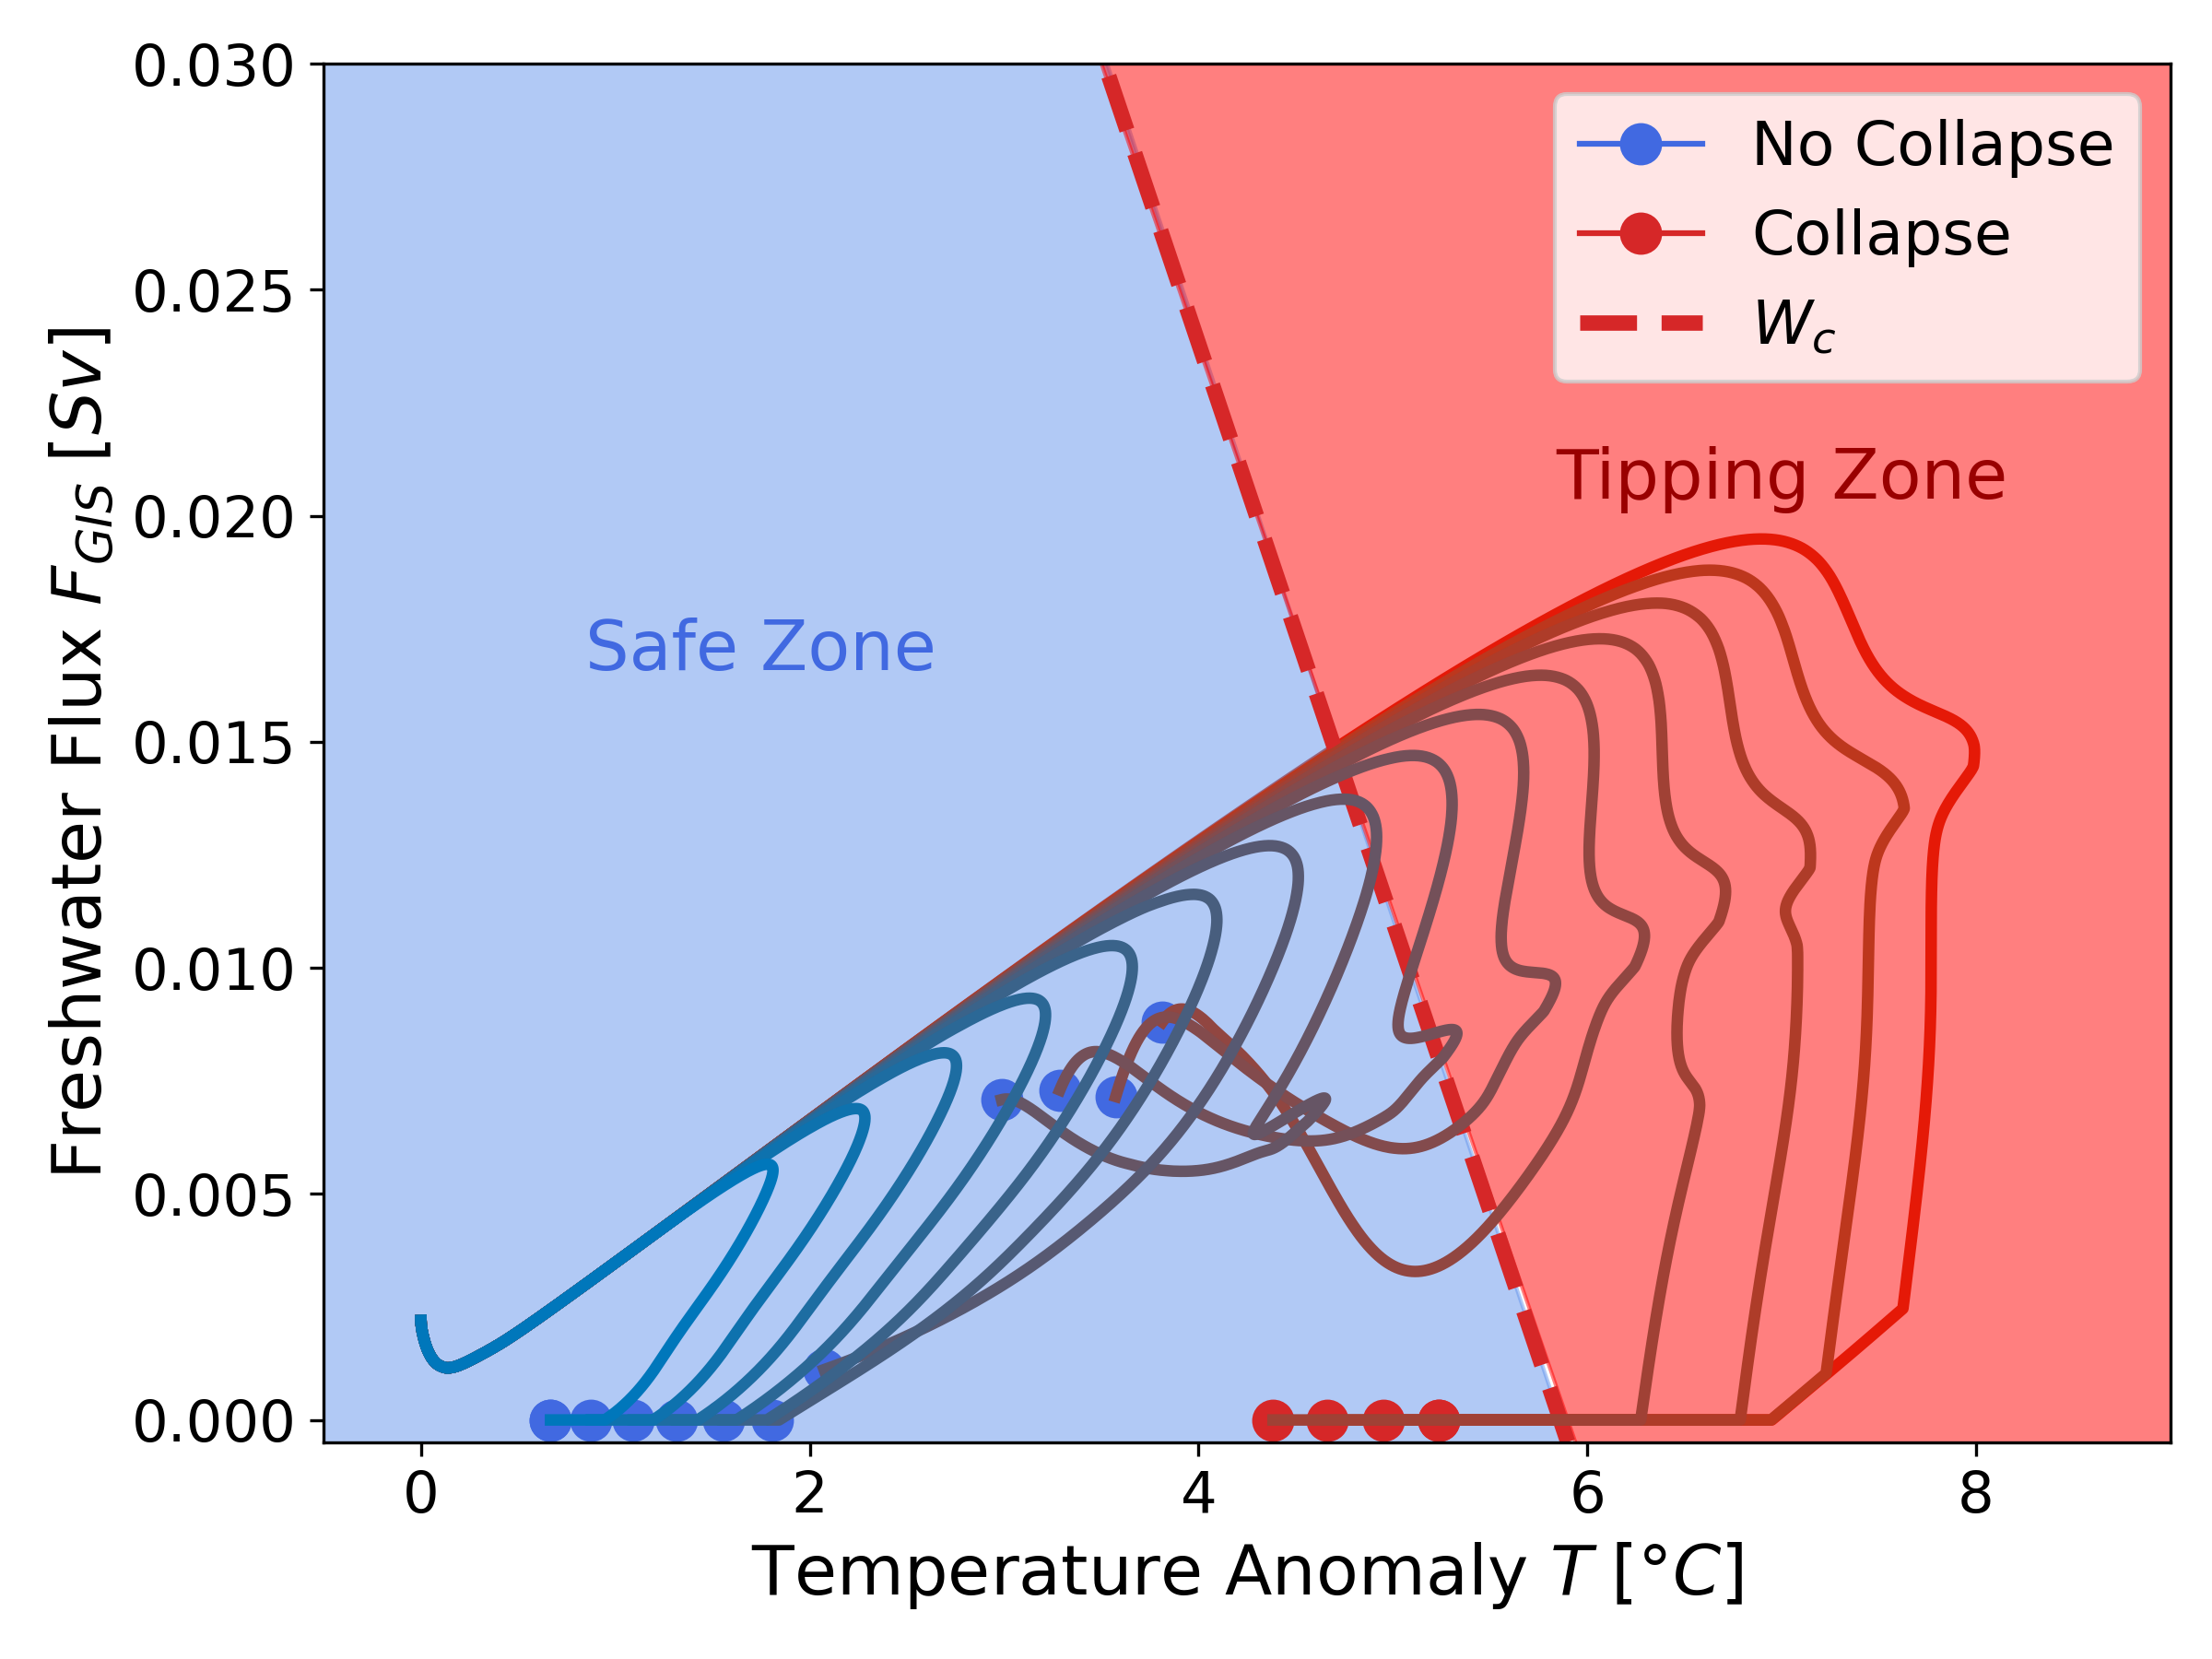 0.030
0.025
0.020
0.015
0.010
0.005
0.000
Freshwater Flux F_GIS [Sv]
No Collapse
Collapse
W_c
Tipping Zone
Safe Zone
0 2 4 6 8
Temperature Anomaly T [°C]